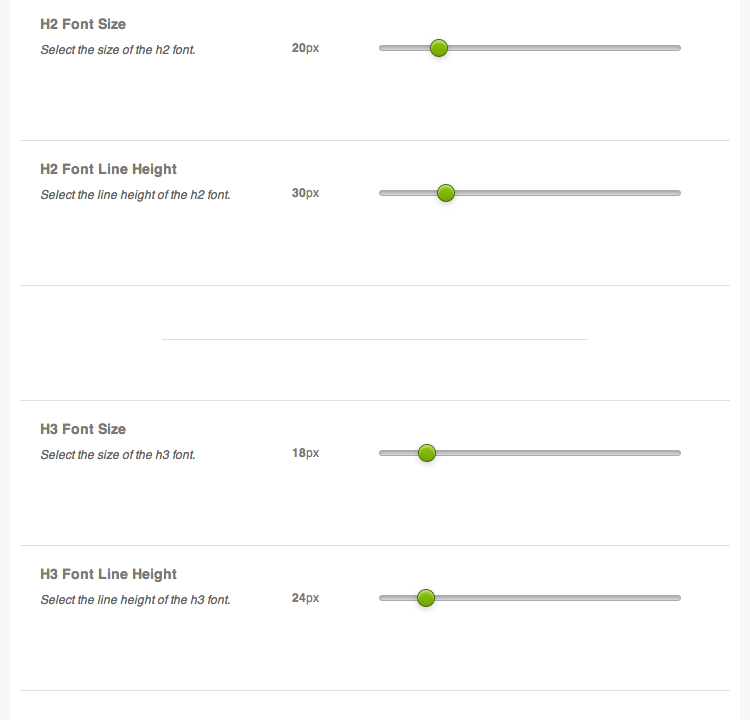 H2 Font Size
Select the size of the h2 font.
20px
H2 Font Line Height
Select the line height of the h2 font.
30px
H3 Font Size
Select the size of the h3 font.
18px
H3 Font Line Height
Select the line height of the h3 font.
24px